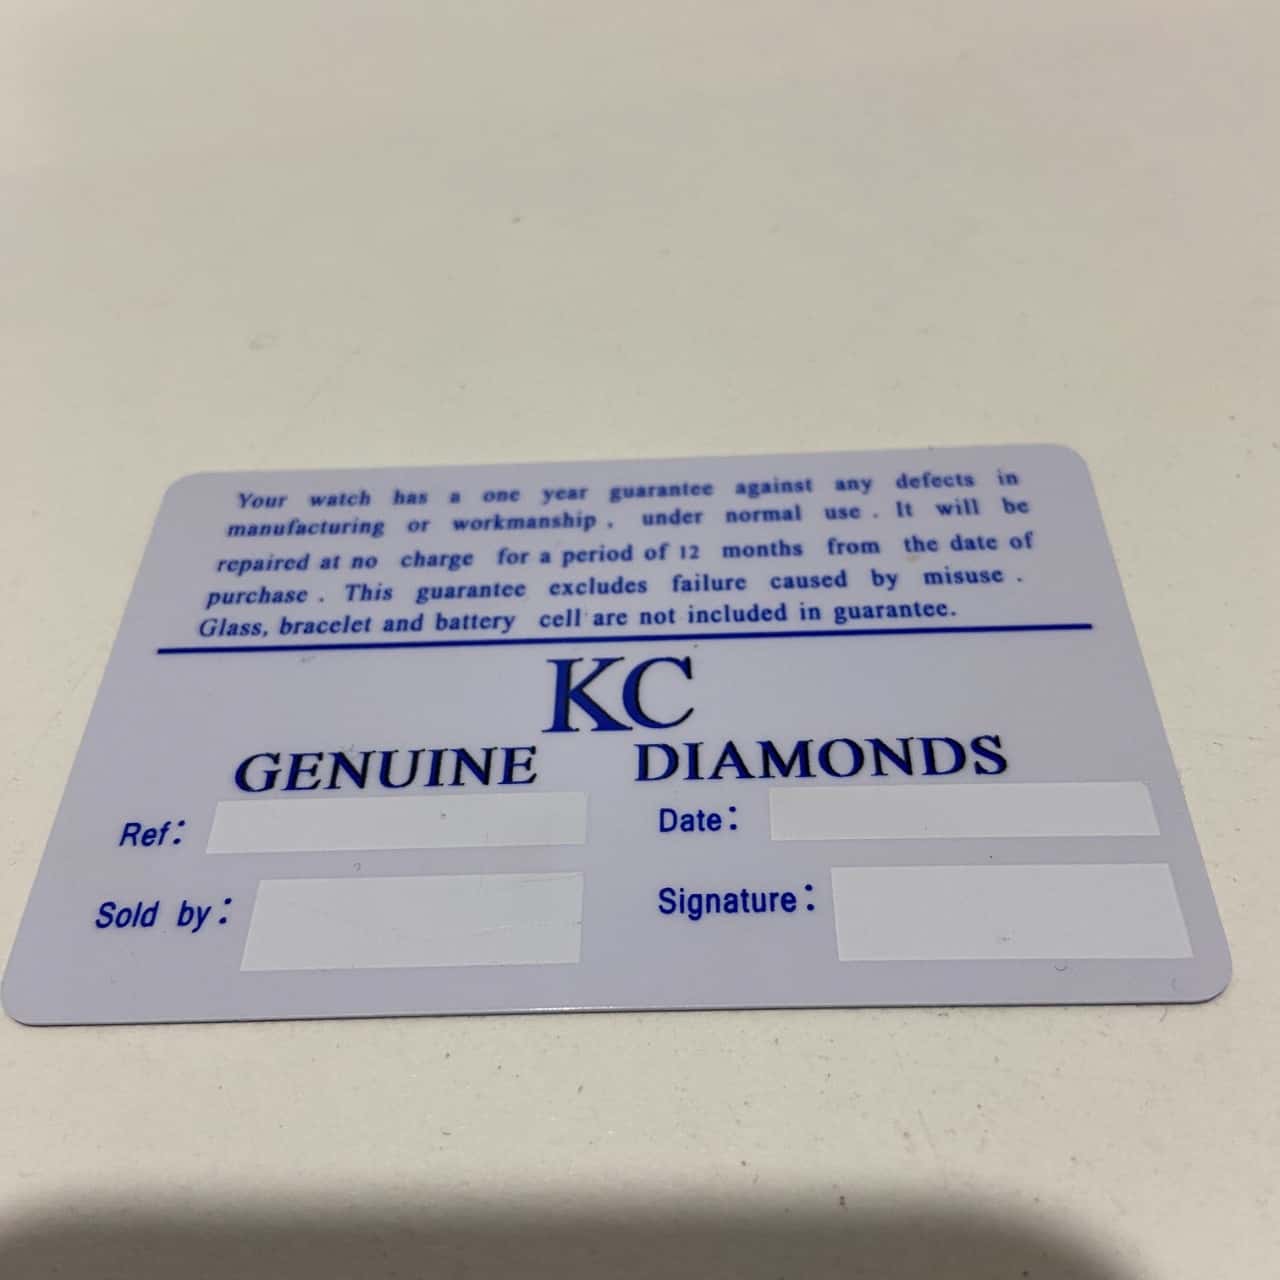 Your watch has a one year guarantee against any defects in
manufacturing or workmanship , under normal use . It will be
repaired at no charge for a period of 12 months from the date of
purchase . This guarantee excludes failure caused by misuse .
Glass, bracelet and battery cell are not included in guarantee.
KC
GENUINE DIAMONDS
Ref: Date:
Sold by: Signature: